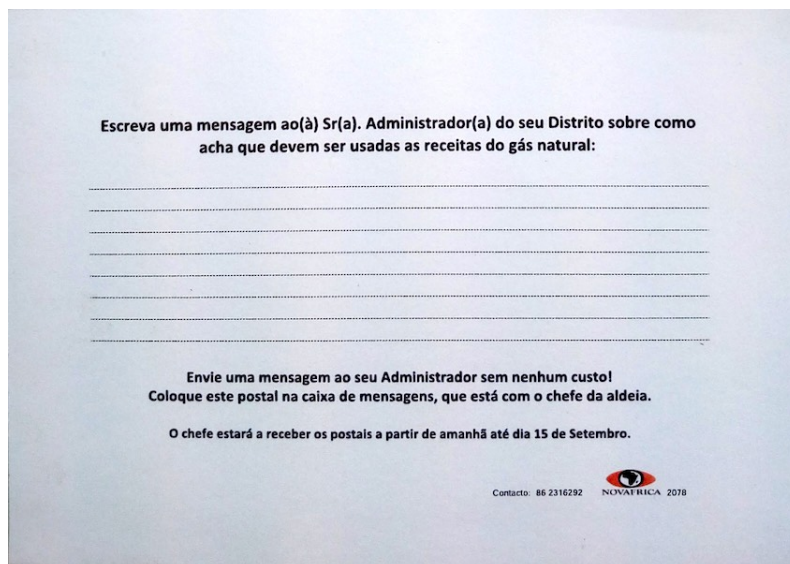 Escreva uma mensagem ao(à) Sr(a). Administrador(a) do seu Distrito sobre como
acha que devem ser usadas as receitas do gás natural:
Envie uma mensagem ao seu Administrador sem nenhum custo!
Coloque este postal na caixa de mensagens, que está com o chefe da aldeia.
O chefe estará a receber os postais a partir de amanhã até dia 15 de Setembro.
Contacto: 86 2316292 NOVAFRICA 2078